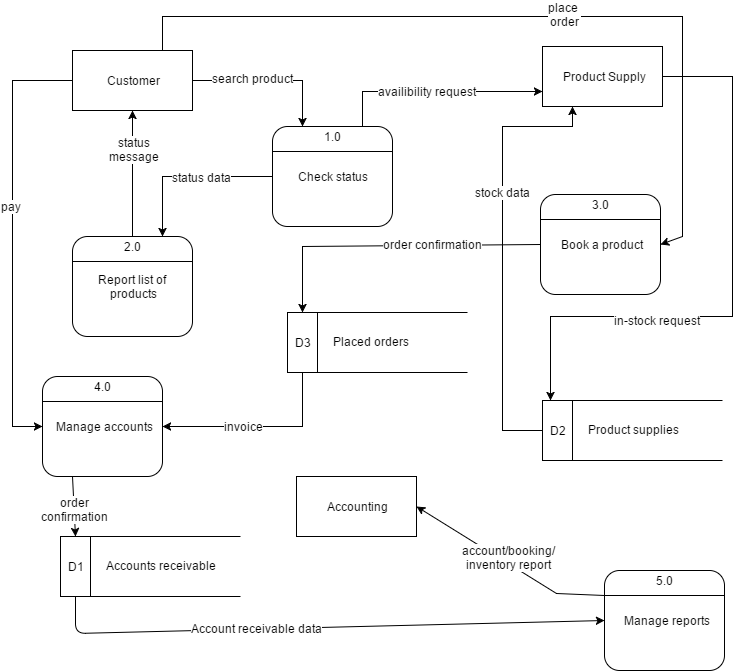 place
order
Customer
search product
availibility request
Product Supply
1.0
Check status
status
message
status data
stock data
pay
3.0
Book a product
2.0
Report list of
products
order confirmation
in-stock request
D3
Placed orders
4.0
Manage accounts
invoice
D2
Product supplies
order
confirmation
Accounting
D1
Accounts receivable
account/booking/
inventory report
5.0
Manage reports
Account receivable data